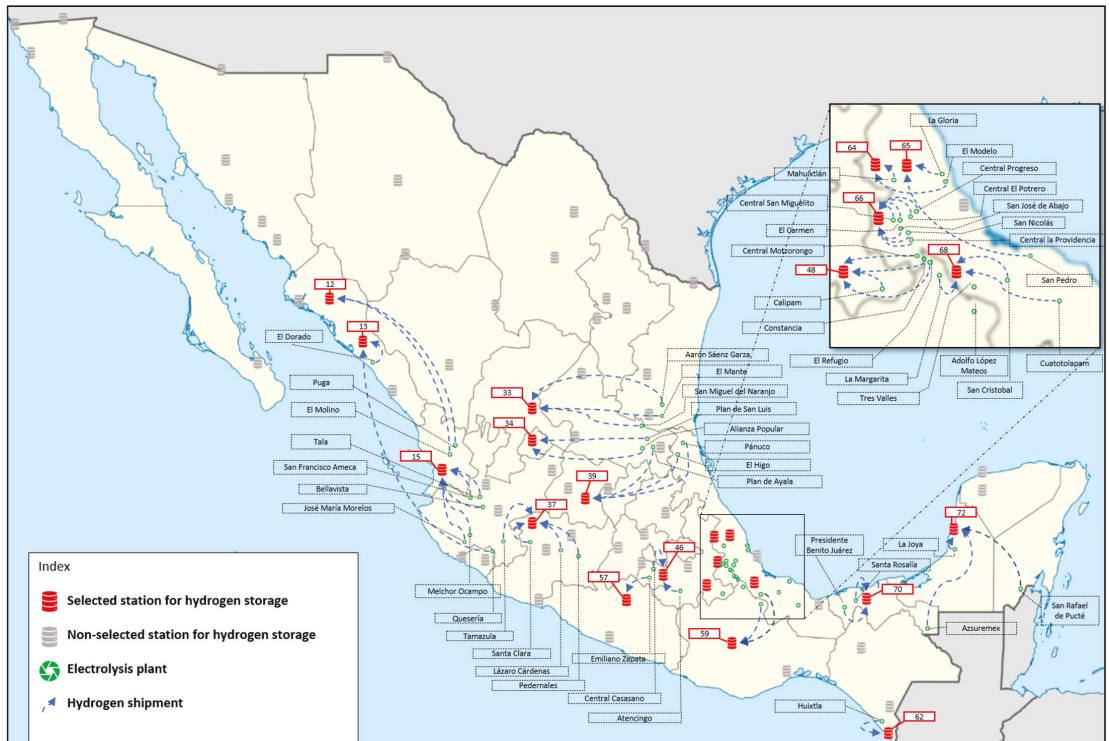 La Gloria
64
65
El Modelo
Mahuixtlán
Central Progreso
Central El Potrero
66
Central San Miguelito
San José de Abajo
El Carmen
San Nicolás
Central Motzorongo
Central la Providencia
68
48
San Pedro
Calipam
Constancia
El Refugio
Adolfo López
Mateos
Cuatotolapam
La Margarita
San Cristobal
Tres Valles
12
13
El Dorado
Puga
El Molino
Tala
15
San Francisco Ameca
Bellavista
José María Morelos
33
34
39
37
Aarón Sáenz Garza,
El Mante
San Miguel del Naranjo
Plan de San Luis
Alianza Popular
Pánuco
El Higo
Plan de Ayala
72
La Joya
Presidente
Benito Juárez
Santa Rosalía
46
57
70
59
San Rafael
de Pucté
Azsuremex
Melchor Ocampo
Quesería
Tamazula
Santa Clara
Lázaro Cárdenas
Pedernales
Emiliano Zapata
Central Casasano
Atencingo
Huixtla
62
Index
Selected station for hydrogen storage
Non-selected station for hydrogen storage
Electrolysis plant
Hydrogen shipment